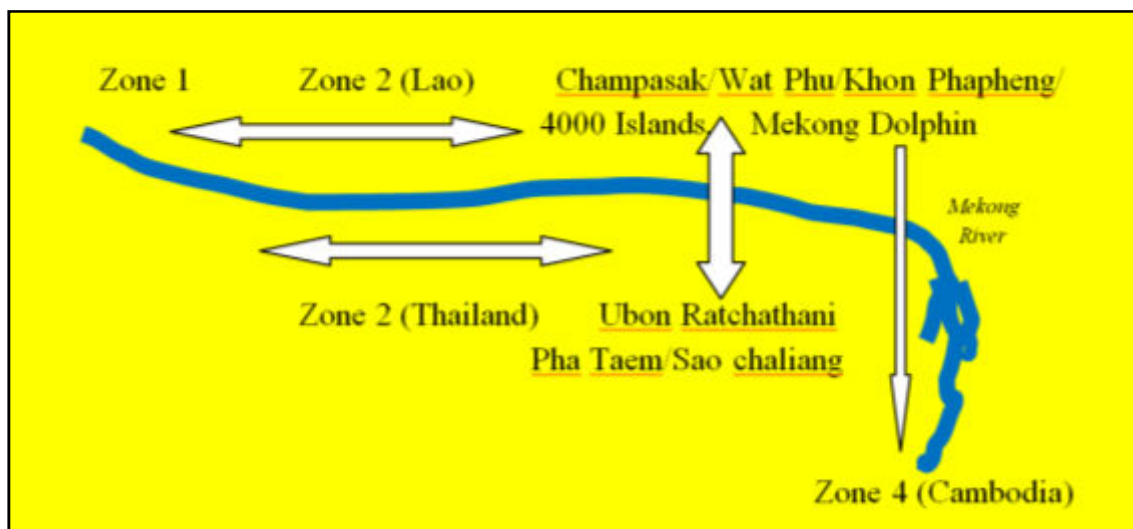 Zone 1
Zone 2 (Lao)
Champasak/Wat Phu/Khon Phapheng/
4000 Islands, Mekong Dolphin
Mekong
River
Zone 2 (Thailand)
Ubon Ratchathani
Pha Taem/Sao chaliang
Zone 4 (Cambodia)